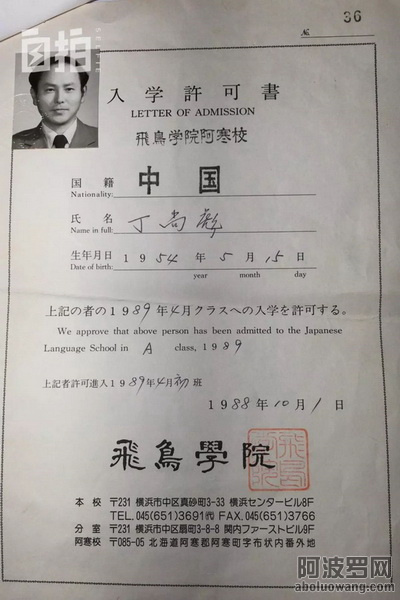 № 36
自拍
入学許可書
LETTER OF ADMISSION
飛鳥学院阿寒校
国籍 中国
Nationality:
氏名 丁尚彪
Name in full:
生年月日 1954年5月15日
Date of birth: year month day
上記の者の1989年4月クラスへの入学を許可する。
We approve that above person has been admitted to the Japanese
Language School in A class, 1989
上記者許可進入1989年4月初班
1988年10月1日
飛鳥學院
本校 〒231 横浜市中区真砂町3-33 横浜センタービル8F
TEL.045(651)3691㈹ FAX.045(651)3766
分室 〒231 横浜市中区扇町3-8-8 関内ファーストビル9F
阿寒校 〒085-05 北海道阿寒郡阿寒町字布状内番外地
阿波罗网
aboluowang.com